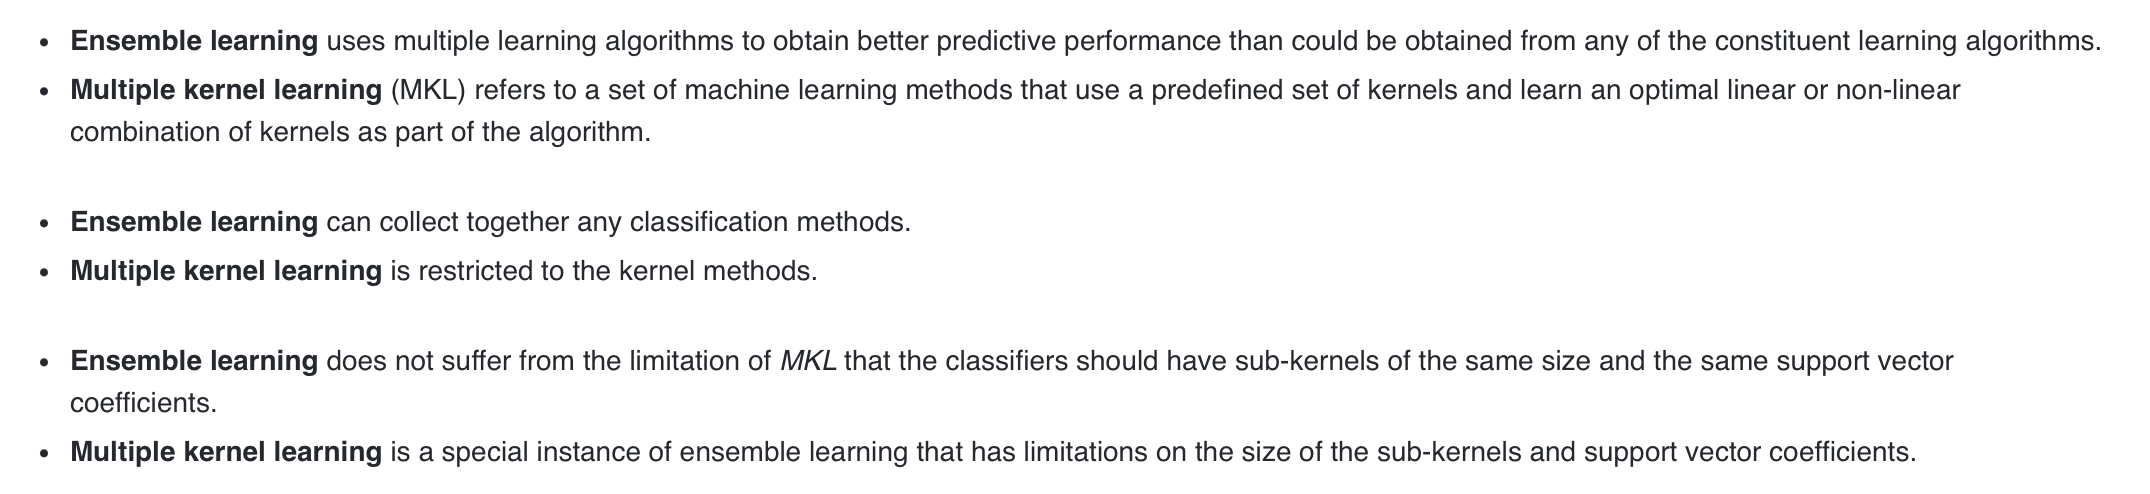 • Ensemble learning uses multiple learning algorithms to obtain better predictive performance than could be obtained from any of the constituent learning algorithms.
• Multiple kernel learning (MKL) refers to a set of machine learning methods that use a predefined set of kernels and learn an optimal linear or non-linear
combination of kernels as part of the algorithm.
• Ensemble learning can collect together any classification methods.
• Multiple kernel learning is restricted to the kernel methods.
• Ensemble learning does not suffer from the limitation of MKL that the classifiers should have sub-kernels of the same size and the same support vector
coefficients.
• Multiple kernel learning is a special instance of ensemble learning that has limitations on the size of the sub-kernels and support vector coefficients.